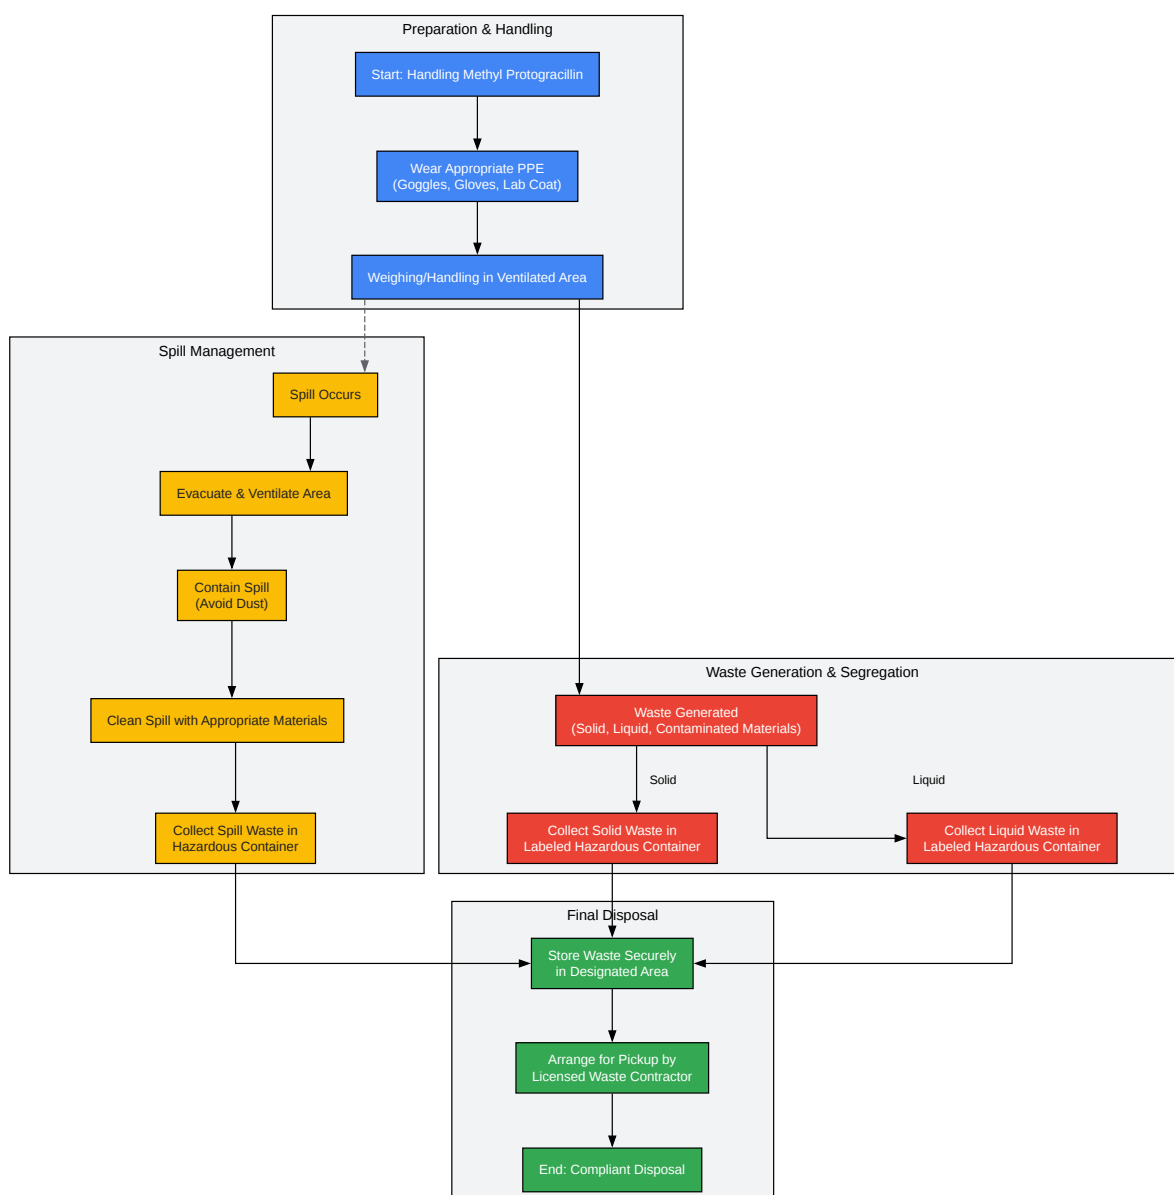 Preparation & Handling
Start: Handling Methyl Protogracillin
Wear Appropriate PPE
(Goggles, Gloves, Lab Coat)
Weighing/Handling in Ventilated Area
Spill Management
Spill Occurs
Evacuate & Ventilate Area
Contain Spill
(Avoid Dust)
Clean Spill with Appropriate Materials
Collect Spill Waste in
Hazardous Container
Waste Generation & Segregation
Waste Generated
(Solid, Liquid, Contaminated Materials)
Solid
Liquid
Collect Solid Waste in
Labeled Hazardous Container
Collect Liquid Waste in
Labeled Hazardous Container
Final Disposal
Store Waste Securely
in Designated Area
Arrange for Pickup by
Licensed Waste Contractor
End: Compliant Disposal